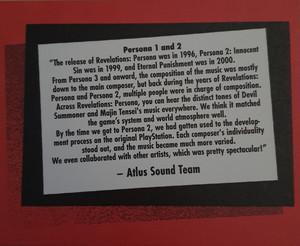 Persona 1 and 2
"The release of Revelations: Persona was in 1996, Persona 2: Innocent
Sin was in 1999, and Eternal Punishment was in 2000.
From Persona 3 and onward, the composition of the music was mostly
down to the main composer, but back during the years of Revelations:
Persona and Persona 2, multiple people were in charge of composition.
Across Revelations: Persona, you can hear the distinct tones of Devil
Summoner and Majin Tensei's music everywhere. We think it matched
the game's system and world atmosphere well.
By the time we got to Persona 2, we had gotten used to the develop-
ment process on the original PlayStation. Each composer's individuality
stood out, and the music became much more varied.
We even collaborated with other artists, which was pretty spectacular!"
– Atlus Sound Team